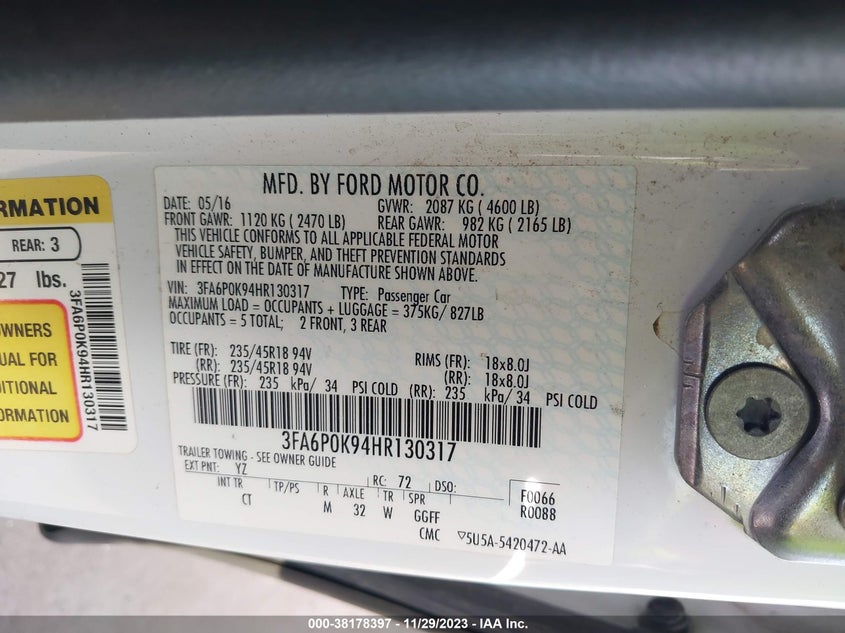 RMATION
REAR: 3
27 lbs.
OWNERS
UAL FOR
DITIONAL
FORMATION
3FA6P0K94HR130317
MFD. BY FORD MOTOR CO.
DATE: 05/16 GVWR: 2087 KG ( 4600 LB)
FRONT GAWR: 1120 KG ( 2470 LB) REAR GAWR: 982 KG ( 2165 LB)
THIS VEHICLE CONFORMS TO ALL APPLICABLE FEDERAL MOTOR
VEHICLE SAFETY, BUMPER, AND THEFT PREVENTION STANDARDS
IN EFFECT ON THE DATE OF MANUFACTURE SHOWN ABOVE.
VIN: 3FA6P0K94HR130317 TYPE: Passenger Car
MAXIMUM LOAD = OCCUPANTS + LUGGAGE = 375KG/ 827LB
OCCUPANTS = 5 TOTAL; 2 FRONT, 3 REAR
TIRE (FR): 235/45R18 94V RIMS (FR): 18x8.0J
(RR): 235/45R18 94V (RR): 18x8.0J
PRESSURE (FR): 235 kPa/ 34 PSI COLD (RR): 235 kPa/ 34 PSI COLD
3FA6P0K94HR130317
TRAILER TOWING - SEE OWNER GUIDE
EXT PNT: YZ RC: 72 DSO: F0066
INT TR TP/PS R AXLE TR SPR R0088
CT M 32 W GGFF
CMC ▽5U5A-5420472-AA
000-38178397 - 11/29/2023 - IAA Inc.